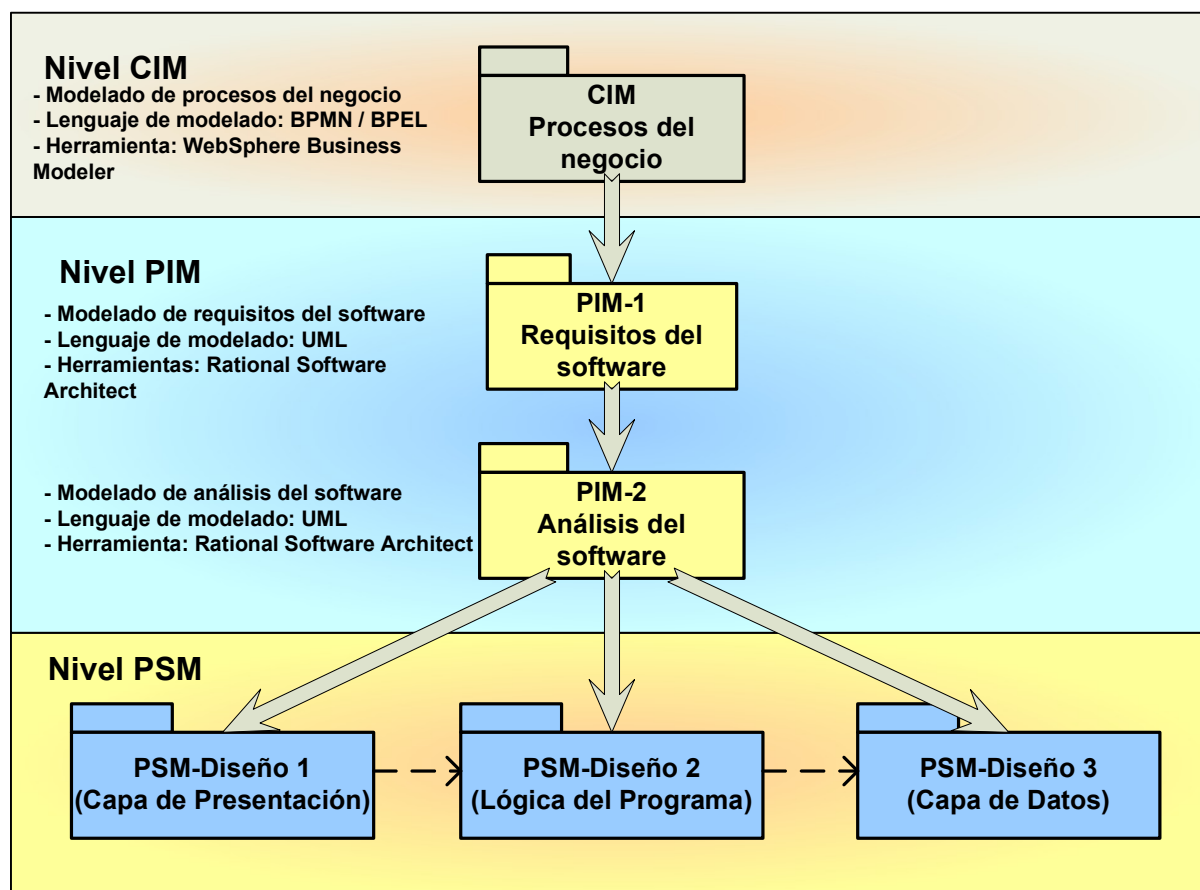 Nivel CIM
- Modelado de procesos del negocio
- Lenguaje de modelado: BPMN / BPEL
- Herramienta: WebSphere Business
Modeler
CIM
Procesos del
negocio
Nivel PIM
- Modelado de requisitos del software
- Lenguaje de modelado: UML
- Herramientas: Rational Software
Architect
PIM-1
Requisitos del
software
- Modelado de análisis del software
- Lenguaje de modelado: UML
- Herramienta: Rational Software Architect
PIM-2
Análisis del
software
Nivel PSM
PSM-Diseño 1
(Capa de Presentación)
PSM-Diseño 2
(Lógica del Programa)
PSM-Diseño 3
(Capa de Datos)